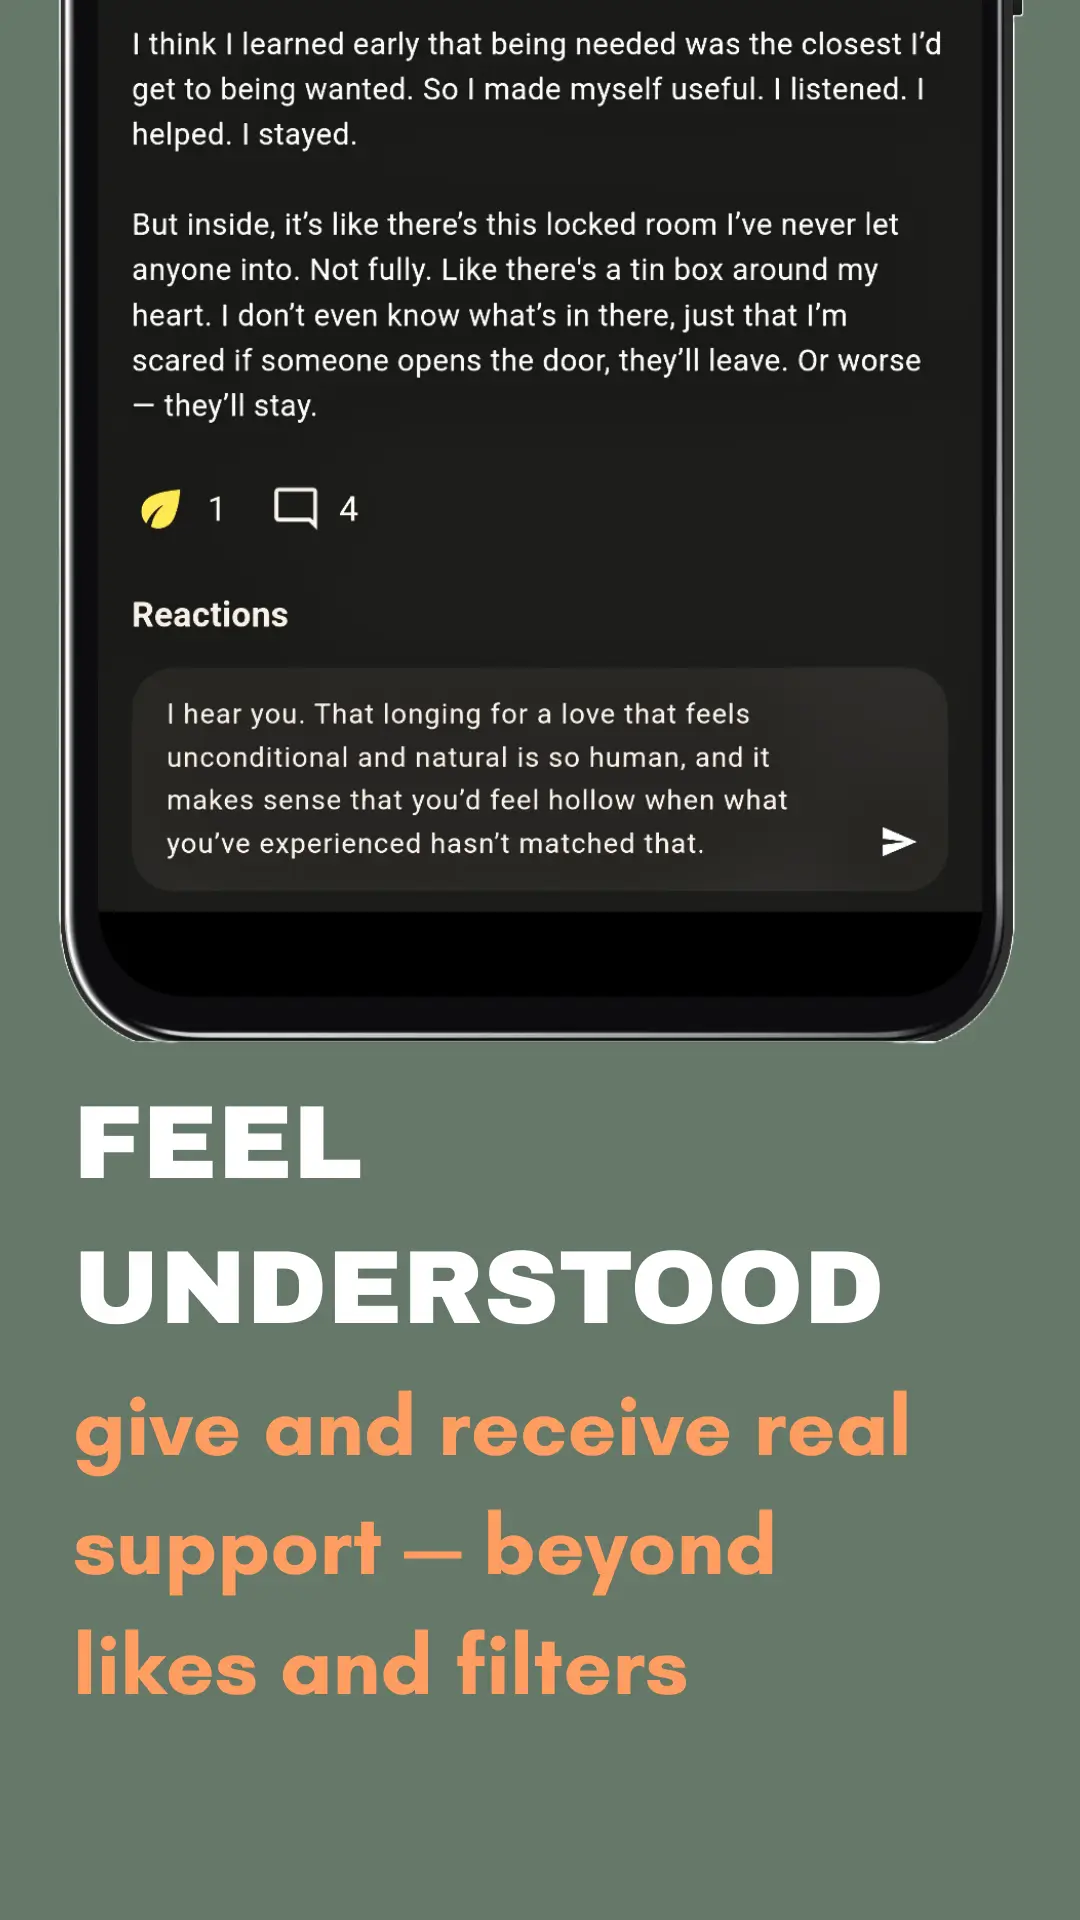 I think I learned early that being needed was the closest I’d
get to being wanted. So I made myself useful. I listened. I
helped. I stayed.
But inside, it’s like there’s this locked room I’ve never let
anyone into. Not fully. Like there's a tin box around my
heart. I don’t even know what’s in there, just that I’m
scared if someone opens the door, they’ll leave. Or worse
— they’ll stay.
1 4
Reactions
I hear you. That longing for a love that feels
unconditional and natural is so human, and it
makes sense that you’d feel hollow when what
you’ve experienced hasn’t matched that.
FEEL
UNDERSTOOD
give and receive real
support — beyond
likes and filters